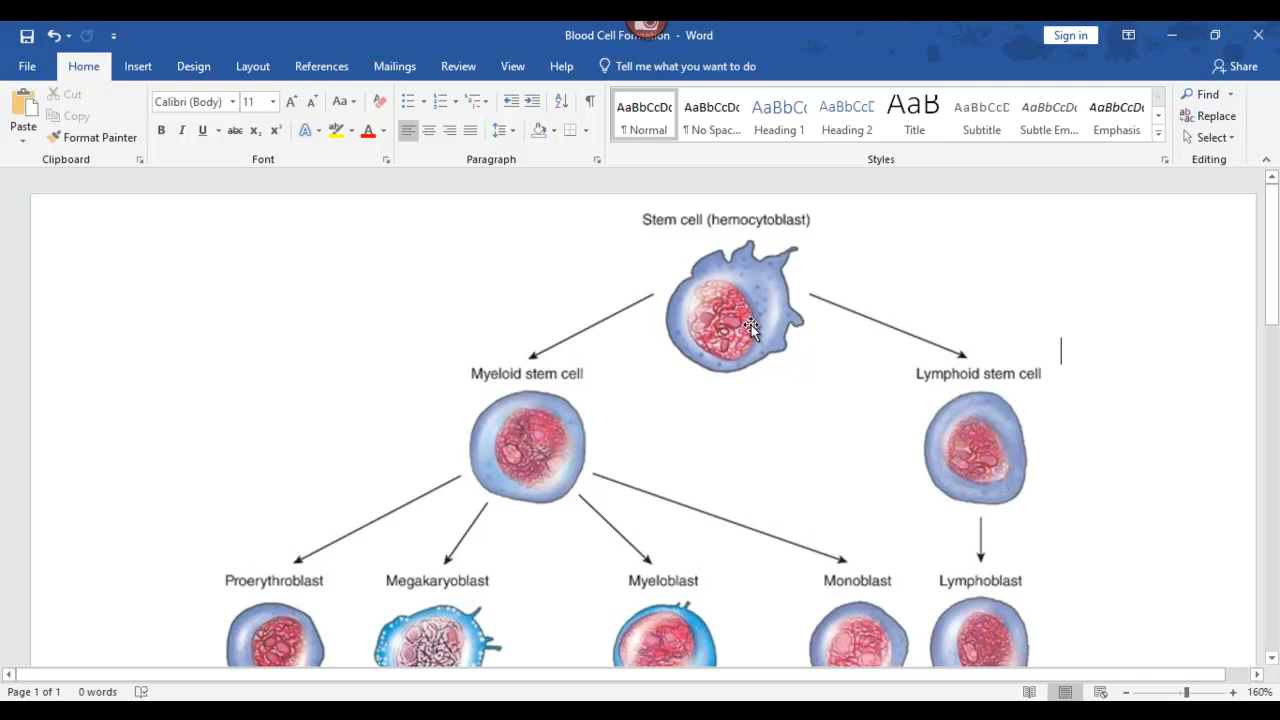 Blood Cell Formation - Word
Sign in
File Home Insert Design Layout References Mailings Review View Help Tell me what you want to do Share
Paste
Cut
Copy
Format Painter
Clipboard
Calibri (Body) 11
Font
Paragraph
AaBbCcDc AaBbCcDc AaBbCc AaBbCcD AaB AaBbCcD AaBbCcDc AaBbCcDc
¶ Normal ¶ No Spac... Heading 1 Heading 2 Title Subtitle Subtle Em... Emphasis
Styles
Find
Replace
Select
Editing
Stem cell (hemocytoblast)
Myeloid stem cell Lymphoid stem cell
Proerythroblast Megakaryoblast Myeloblast Monoblast Lymphoblast
Page 1 of 1 0 words 160%